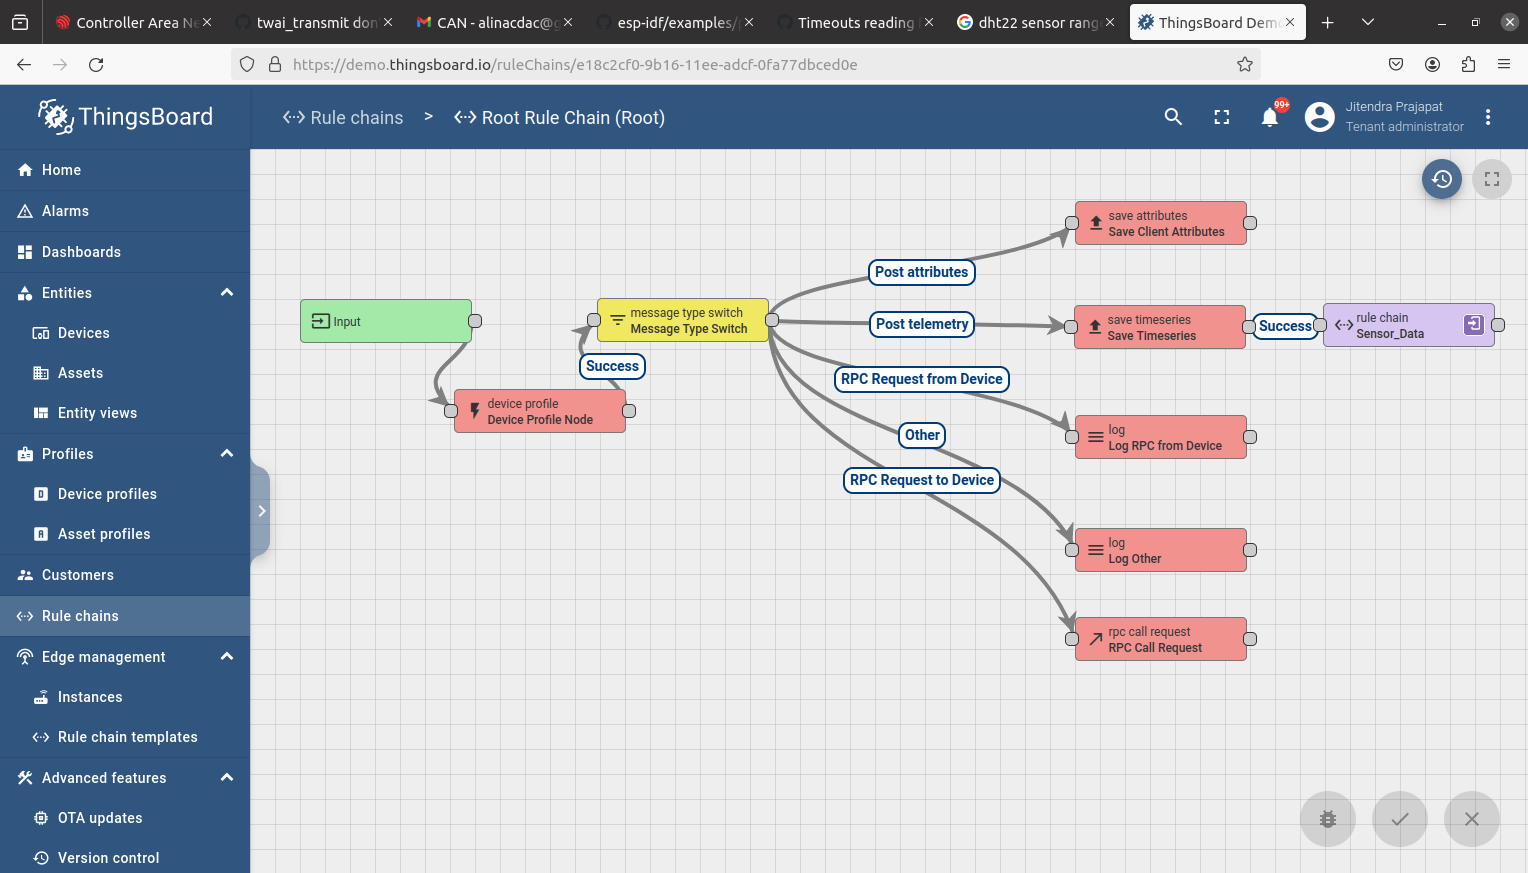 Controller Area Ne
twai_transmit don
CAN - alinacdac@g
esp-idf/examples/p
Timeouts reading f
dht22 sensor range
ThingsBoard Demo
https://demo.thingsboard.io/ruleChains/e18c2cf0-9b16-11ee-adcf-0fa77dbced0e
ThingsBoard
Rule chains > Root Rule Chain (Root)
99+
Jitendra Prajapat
Tenant administrator
Home
Alarms
Dashboards
Entities
Devices
Assets
Entity views
Profiles
Device profiles
Asset profiles
Customers
Rule chains
Edge management
Instances
Rule chain templates
Advanced features
OTA updates
Version control
Input
device profile
Device Profile Node
Success
message type switch
Message Type Switch
Post attributes
Post telemetry
RPC Request from Device
Other
RPC Request to Device
save attributes
Save Client Attributes
save timeseries
Save Timeseries
Success
rule chain
Sensor_Data
log
Log RPC from Device
log
Log Other
rpc call request
RPC Call Request